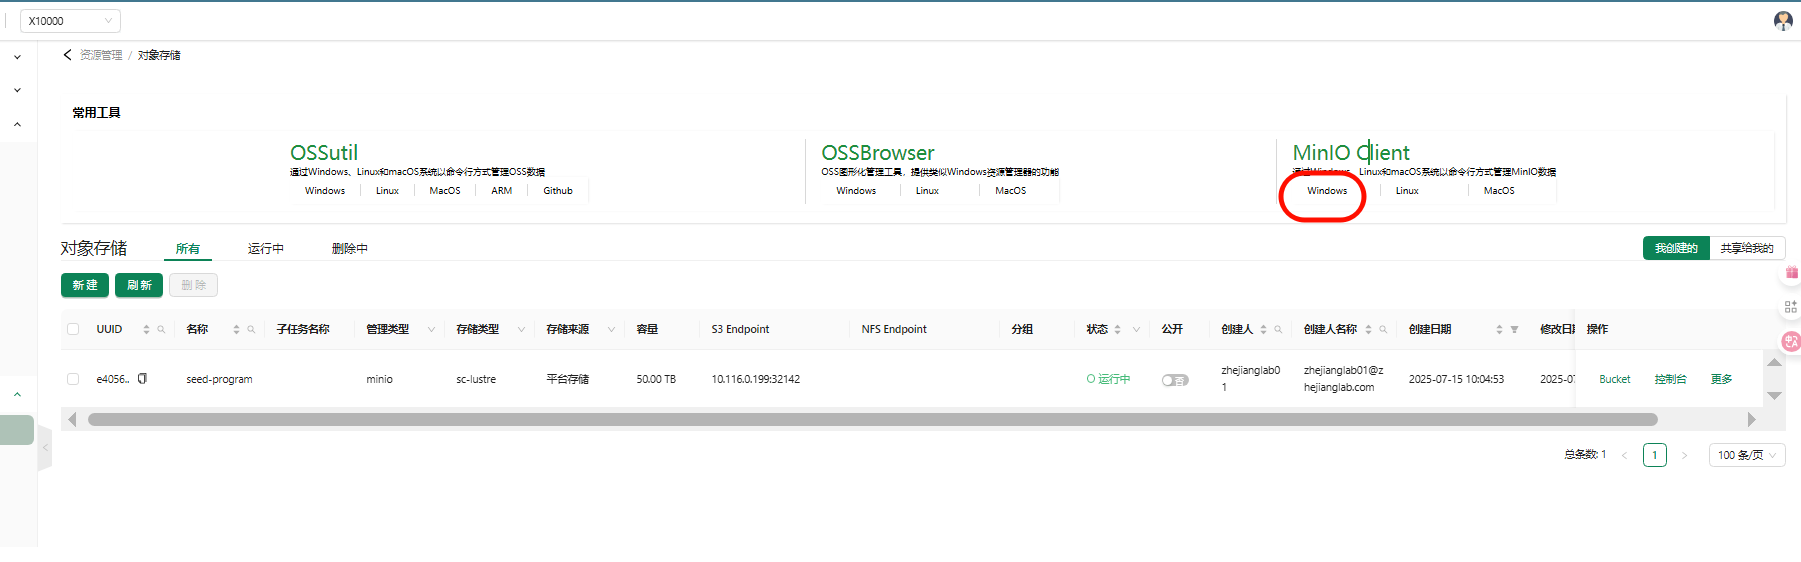 X10000
资源管理 / 对象存储
常用工具
OSSutil
通过Windows、Linux和macOS系统以命令行方式管理OSS数据
Windows Linux MacOS ARM Github
OSSBrowser
OSS图形化管理工具，提供类似Windows资源管理器的功能
Windows Linux MacOS
MinIO Client
通过Windows、Linux和macOS系统以命令行方式管理MinIO数据
Windows Linux MacOS
对象存储 所有 运行中 删除中 我创建的 共享给我的
新建 刷新 删除
UUID 名称 子任务名称 管理类型 存储类型 存储来源 容量 S3 Endpoint NFS Endpoint 分组 状态 公开 创建人 创建人名称 创建日期 修改日 操作
e4056.. seed-program minio sc-lustre 平台存储 50.00 TB 10.116.0.199:32142 运行中 否 zhejianglab01 zhejianglab01@zhejianglab.com 2025-07-15 10:04:53 2025-07 Bucket 控制台 更多
总条数: 1 < 1 > 100 条/页